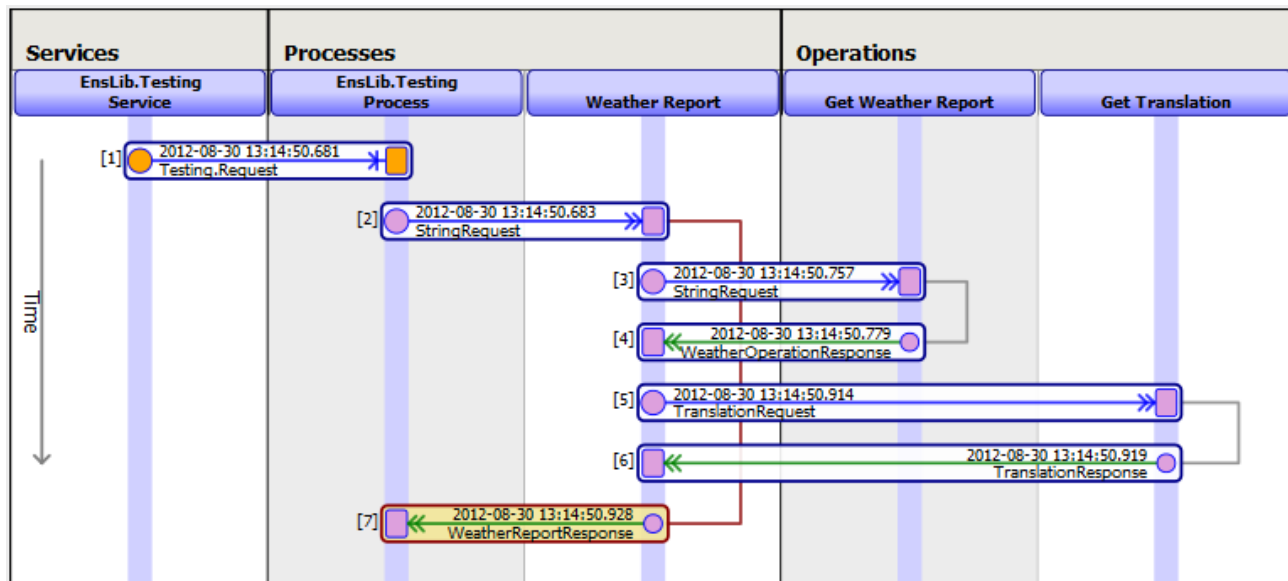 Services
Processes
Operations
EnsLib.Testing
Service
EnsLib.Testing
Process
Weather Report
Get Weather Report
Get Translation
[1]
2012-08-30 13:14:50.681
Testing.Request
[2]
2012-08-30 13:14:50.683
StringRequest
[3]
2012-08-30 13:14:50.757
StringRequest
[4]
2012-08-30 13:14:50.779
WeatherOperationResponse
[5]
2012-08-30 13:14:50.914
TranslationRequest
[6]
2012-08-30 13:14:50.919
TranslationResponse
[7]
2012-08-30 13:14:50.928
WeatherReportResponse
Time